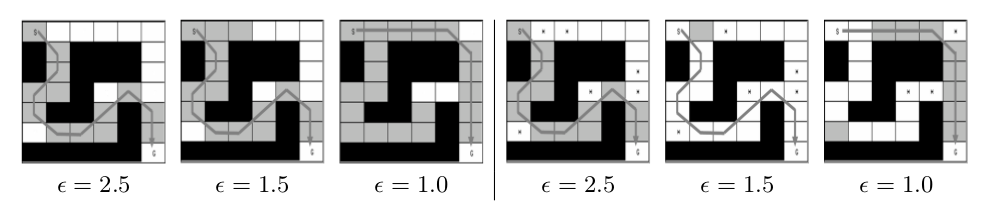 S S S S * * S * S
* * *
* * * * * *
* *
G G G G G G
ϵ = 2.5 ϵ = 1.5 ϵ = 1.0 ϵ = 2.5 ϵ = 1.5 ϵ = 1.0